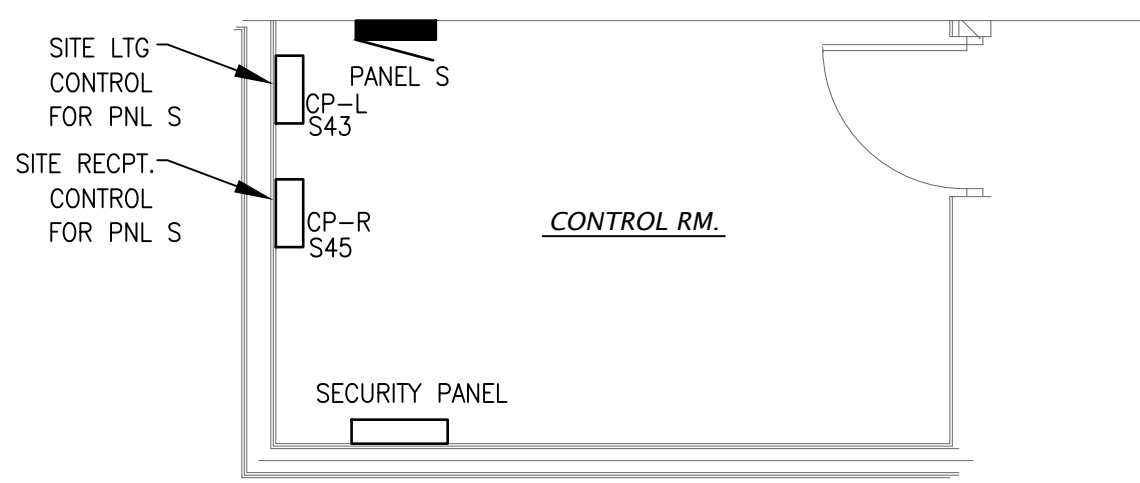 SITE LTG
CONTROL
FOR PNL S
PANEL S
CP-L
S43
SITE RECPT.
CONTROL
FOR PNL S
CP-R
S45
CONTROL RM.
SECURITY PANEL